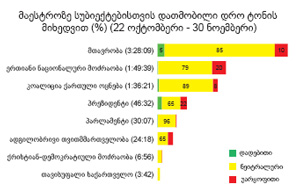 მაესტროზე სუბიექტებისთვის დათმობილი დრო ტონის
მიხედვით (%) (22 ოქტომბერი - 30 ნოემბერი)
მთავრობა (3:28:09) 5 85 10
ერთიანი ნაციონალური მოძრაობა (1:49:39) 79 20
კოალიცია ქართული ოცნება (1:36:21) 89 8
პრეზიდენტი (46:32) 65 22
პარლამენტი (30:07) 96
ადგილობრივი თვითმმართველობა (24:18) 65
ქრისტიან-დემოკრატიული მოძრაობა (6:56)
თავისუფალი საქართველო (3:42)
დადებითი
ნეიტრალური
უარყოფითი